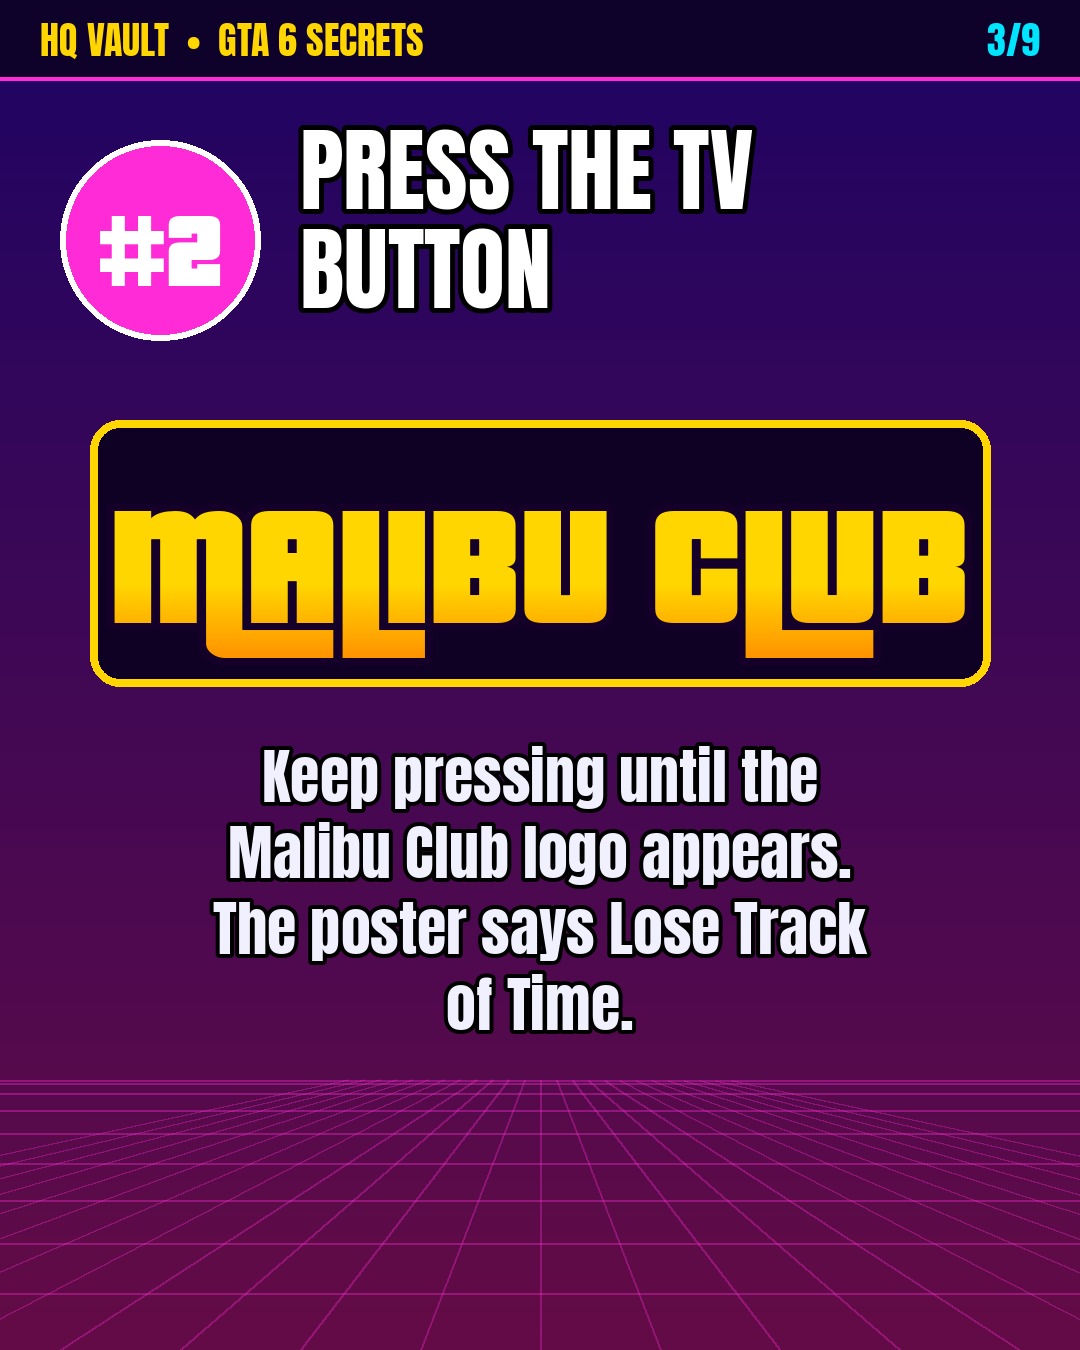 HQ VAULT • GTA 6 SECRETS
3/9
#2
PRESS THE TV
BUTTON
MALIBU CLUB
Keep pressing until the
Malibu Club logo appears.
The poster says Lose Track
of Time.